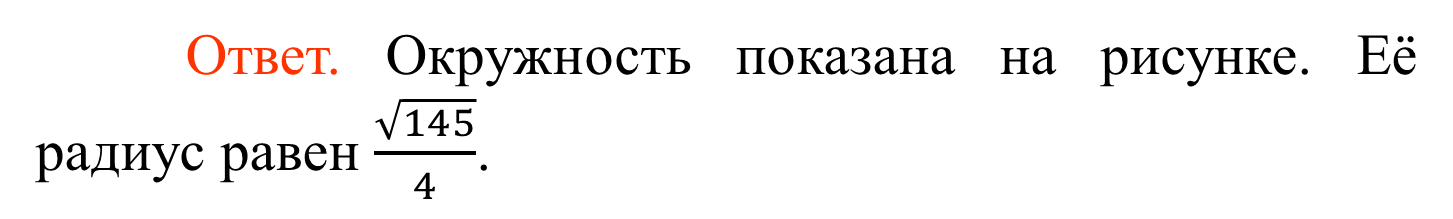 Ответ. Окружность показана на рисунке. Её
радиус равен √145/4.